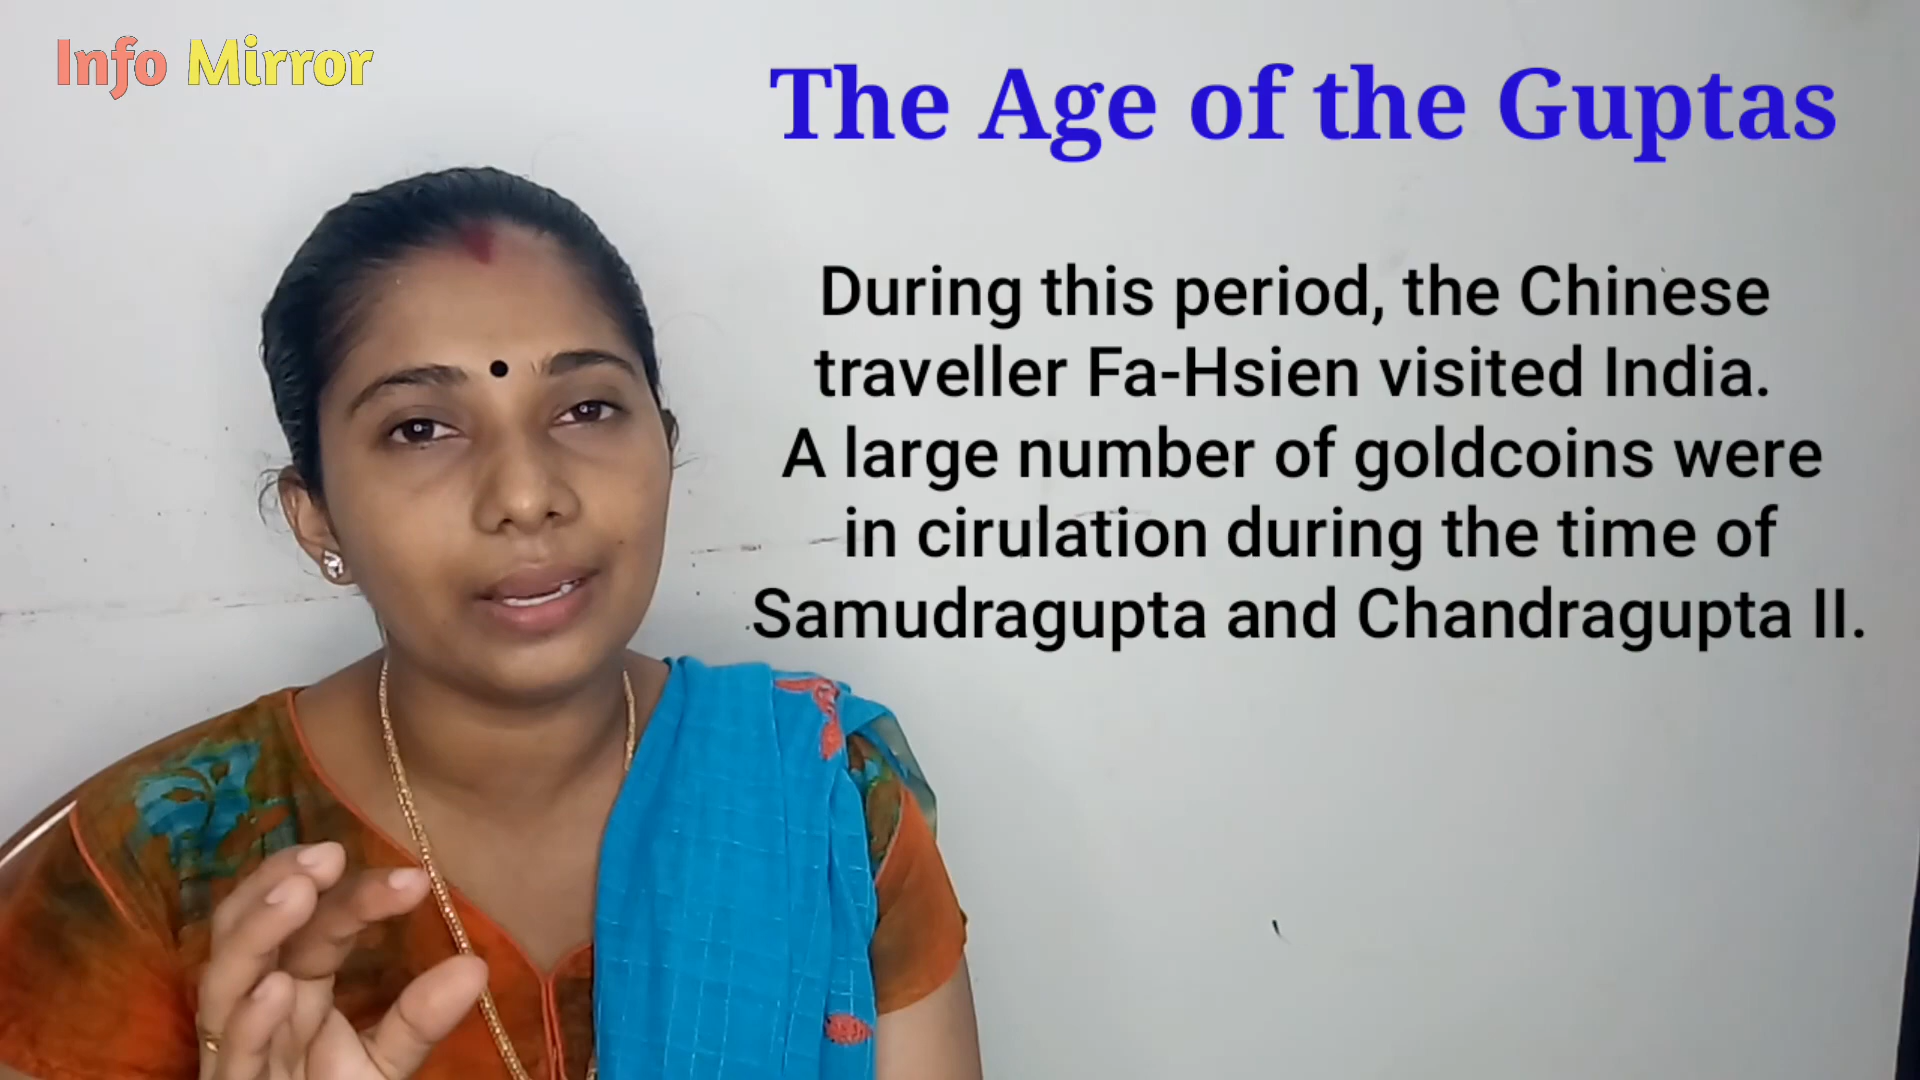 Info Mirror
The Age of the Guptas
During this period, the Chinese
traveller Fa-Hsien visited India.
A large number of goldcoins were
in cirulation during the time of
Samudragupta and Chandragupta II.